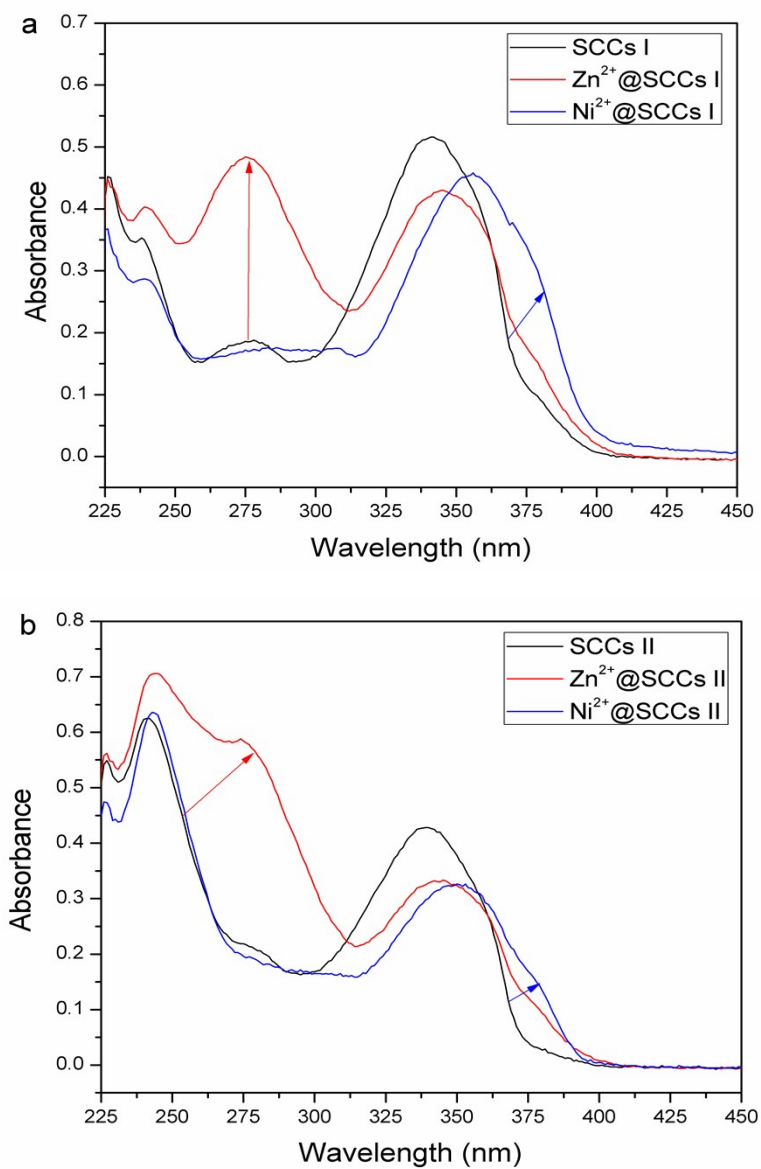 a
SCCs I
Zn²⁺@SCCs I
Ni²⁺@SCCs I
0.7
0.6
0.5
0.4
0.3
0.2
0.1
0.0
Absorbance
225 250 275 300 325 350 375 400 425 450
Wavelength (nm)
b
SCCs II
Zn²⁺@SCCs II
Ni²⁺@SCCs II
0.8
0.7
0.6
0.5
0.4
0.3
0.2
0.1
0.0
Absorbance
225 250 275 300 325 350 375 400 425 450
Wavelength (nm)